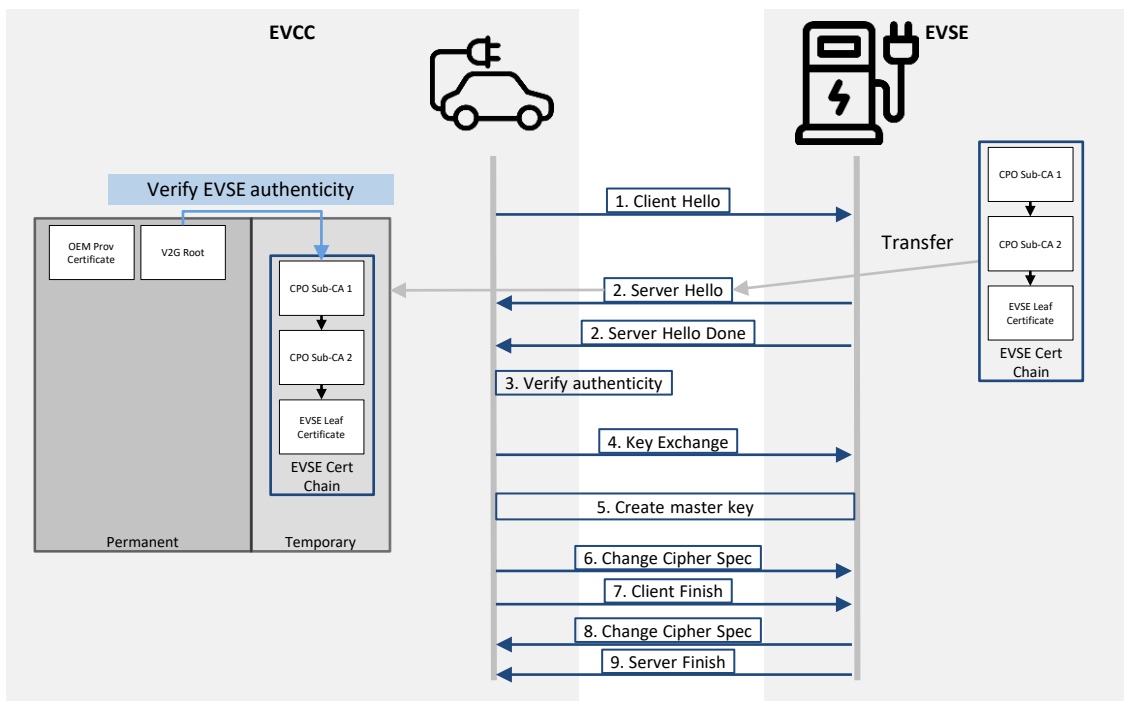 EVCC
EVSE
Verify EVSE authenticity
OEM Prov
Certificate
V2G Root
CPO Sub-CA 1
CPO Sub-CA 2
EVSE Leaf
Certificate
EVSE Cert
Chain
Permanent
Temporary
1. Client Hello
Transfer
2. Server Hello
2. Server Hello Done
3. Verify authenticity
4. Key Exchange
5. Create master key
6. Change Cipher Spec
7. Client Finish
8. Change Cipher Spec
9. Server Finish
CPO Sub-CA 1
CPO Sub-CA 2
EVSE Leaf
Certificate
EVSE Cert
Chain